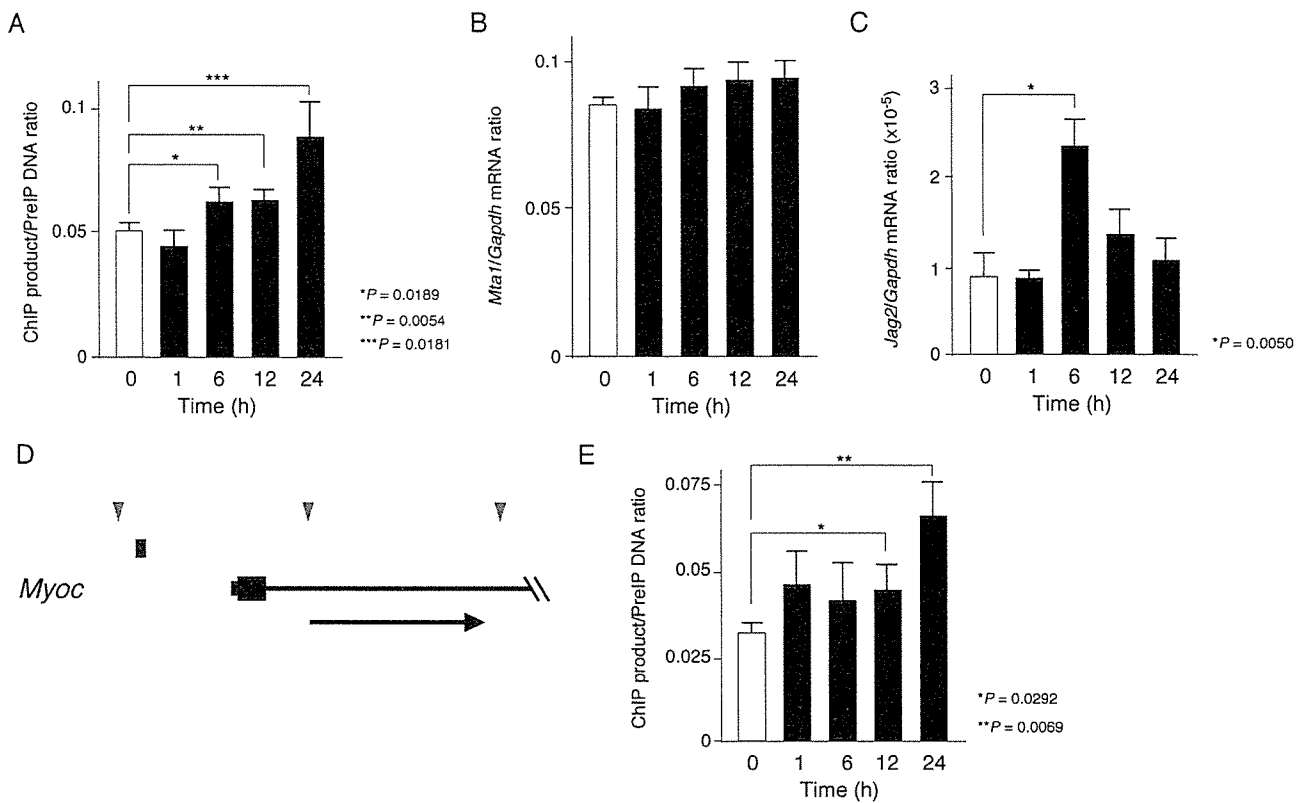 A
ChIP product/PreIP DNA ratio
0.1
0.05
0
***
**
*
0 1 6 12 24
Time (h)
*P = 0.0189
**P = 0.0054
***P = 0.0181
B
Mta1/Gapdh mRNA ratio
0.1
0.05
0
0 1 6 12 24
Time (h)
C
Jag2/Gapdh mRNA ratio (x10-5)
3
2
1
0
*
0 1 6 12 24
Time (h)
*P = 0.0050
D
Myoc
E
ChIP product/PreIP DNA ratio
0.075
0.05
0.025
0
**
*
0 1 6 12 24
Time (h)
*P = 0.0292
**P = 0.0069